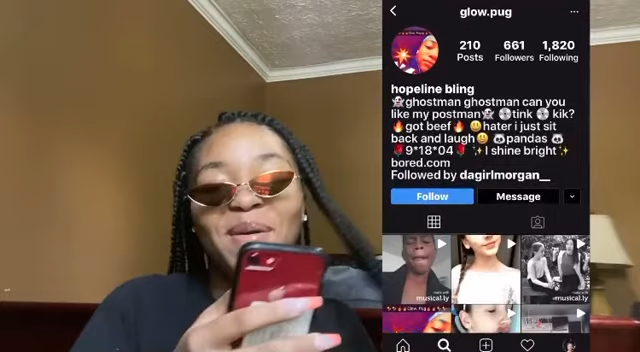 glow.pug
210 661 1,820
Posts Followers Following
hopeline bling
👻ghostman ghostman can you
like my postman👻 💿tink 💿 kik?
🔥got beef🔥 😃hater i just sit
back and laugh😃 🐼pandas 🐼
🌹9*18*04🌹 ✨I shine bright✨
bored.com
Followed by dagirlmorgan__
Follow Message
musical.ly
musical.ly